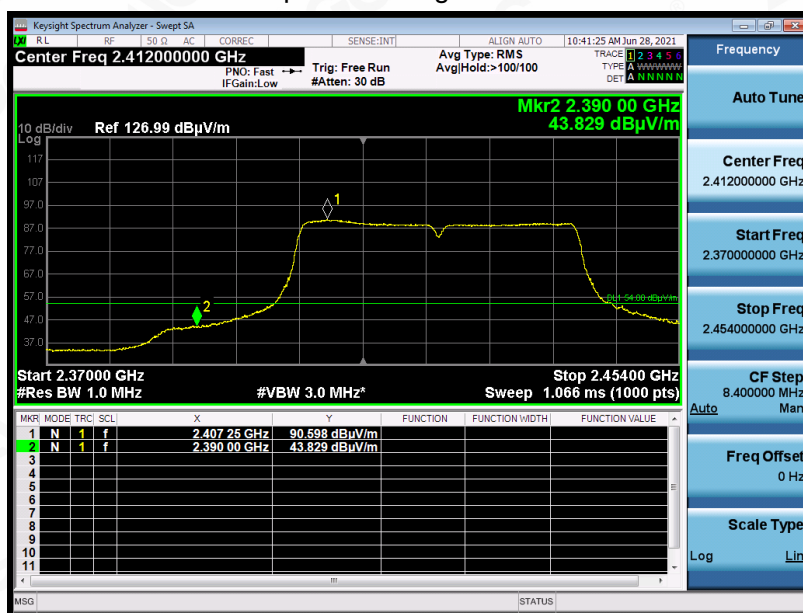 Keysight Spectrum Analyzer - Swept SA
LXI RL RF 50 Ω AC CORREC SENSE:INT ALIGN AUTO 10:41:25 AM Jun 28, 2021
Center Freq 2.412000000 GHz
PNO: Fast
IFGain:Low
Trig: Free Run
#Atten: 30 dB
Avg Type: RMS
Avg|Hold:>100/100
TRACE 1 2 3 4 5 6
TYPE A WWWWW
DET A N N N N N
Mkr2 2.390 00 GHz
43.829 dBµV/m
10 dB/div Ref 126.99 dBµV/m
Log
117
107
97.0
87.0
77.0
67.0
57.0
47.0
37.0
1
2
DL1 54.00 dBµV/m
Start 2.37000 GHz Stop 2.45400 GHz
#Res BW 1.0 MHz #VBW 3.0 MHz* Sweep 1.066 ms (1000 pts)
MKR MODE TRC SCL X Y FUNCTION FUNCTION WIDTH FUNCTION VALUE
1 N 1 f 2.407 25 GHz 90.598 dBµV/m
2 N 1 f 2.390 00 GHz 43.829 dBµV/m
3
4
5
6
7
8
9
10
11
MSG STATUS
Frequency
Auto Tune
Center Freq
2.412000000 GHz
Start Freq
2.370000000 GHz
Stop Freq
2.454000000 GHz
CF Step
8.400000 MHz
Auto Man
Freq Offset
0 Hz
Scale Type
Log Lin